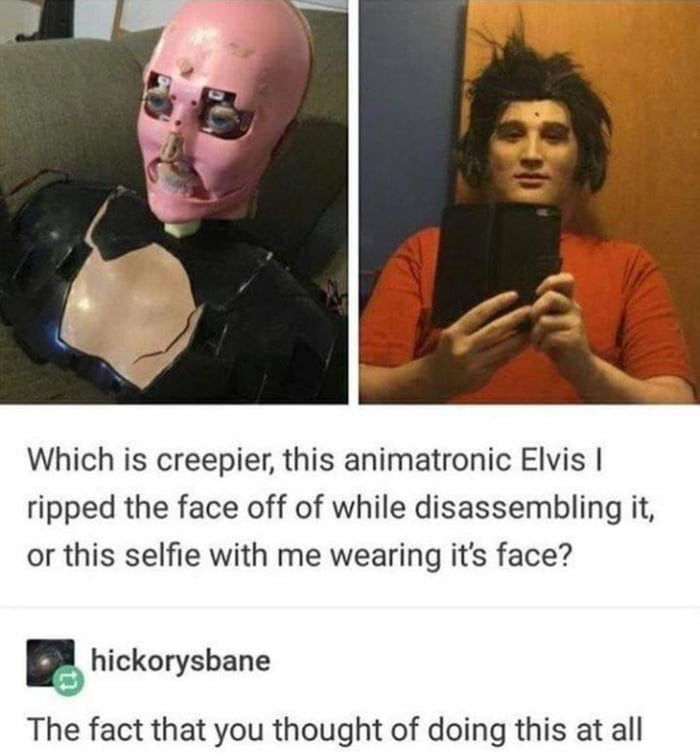 Which is creepier, this animatronic Elvis I
ripped the face off of while disassembling it,
or this selfie with me wearing it's face?
hickorysbane
The fact that you thought of doing this at all